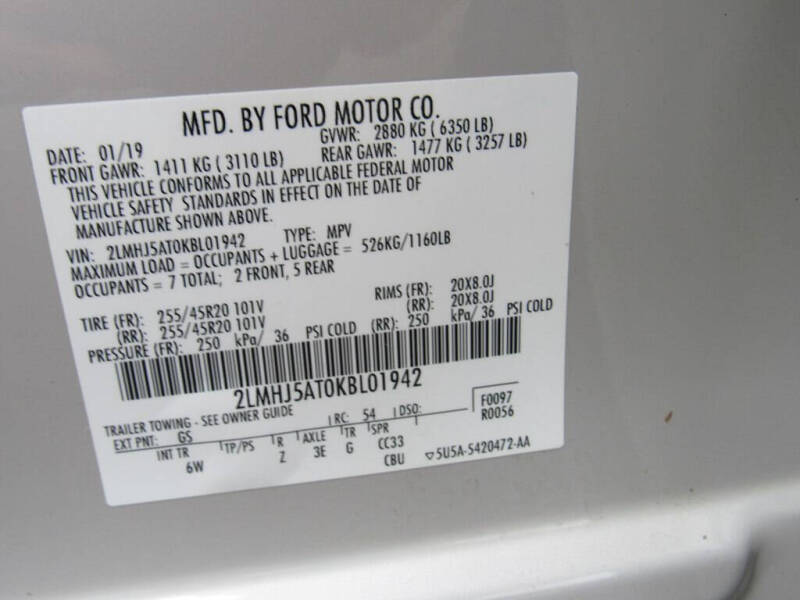 MFD. BY FORD MOTOR CO.
DATE: 01/19 GVWR: 2880 KG ( 6350 LB)
FRONT GAWR: 1411 KG ( 3110 LB) REAR GAWR: 1477 KG ( 3257 LB)
THIS VEHICLE CONFORMS TO ALL APPLICABLE FEDERAL MOTOR
VEHICLE SAFETY STANDARDS IN EFFECT ON THE DATE OF
MANUFACTURE SHOWN ABOVE.
VIN: 2LMHJ5AT0KBL01942 TYPE: MPV
MAXIMUM LOAD = OCCUPANTS + LUGGAGE = 526KG/1160LB
OCCUPANTS = 7 TOTAL; 2 FRONT, 5 REAR
TIRE (FR): 255/45R20 101V RIMS (FR): 20X8.0J
(RR): 255/45R20 101V (RR): 20X8.0J
PRESSURE (FR): 250 kPa/ 36 PSI COLD (RR): 250 kPa/ 36 PSI COLD
2LMHJ5AT0KBL01942
TRAILER TOWING - SEE OWNER GUIDE RC: 54 DSO: F0097
R0056
EXT PNT: GS
INT TR TP/PS R AXLE TR SPR
6W Z 3E G CC33
CBU 5U5A-5420472-AA